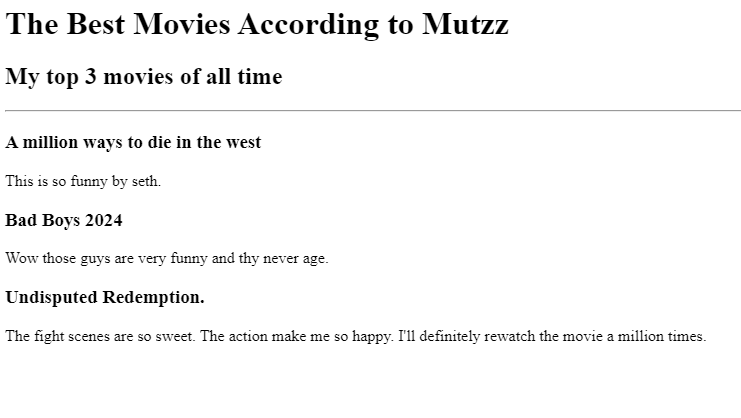 The Best Movies According to Mutzz
My top 3 movies of all time
A million ways to die in the west
This is so funny by seth.
Bad Boys 2024
Wow those guys are very funny and thy never age.
Undisputed Redemption.
The fight scenes are so sweet. The action make me so happy. I'll definitely rewatch the movie a million times.